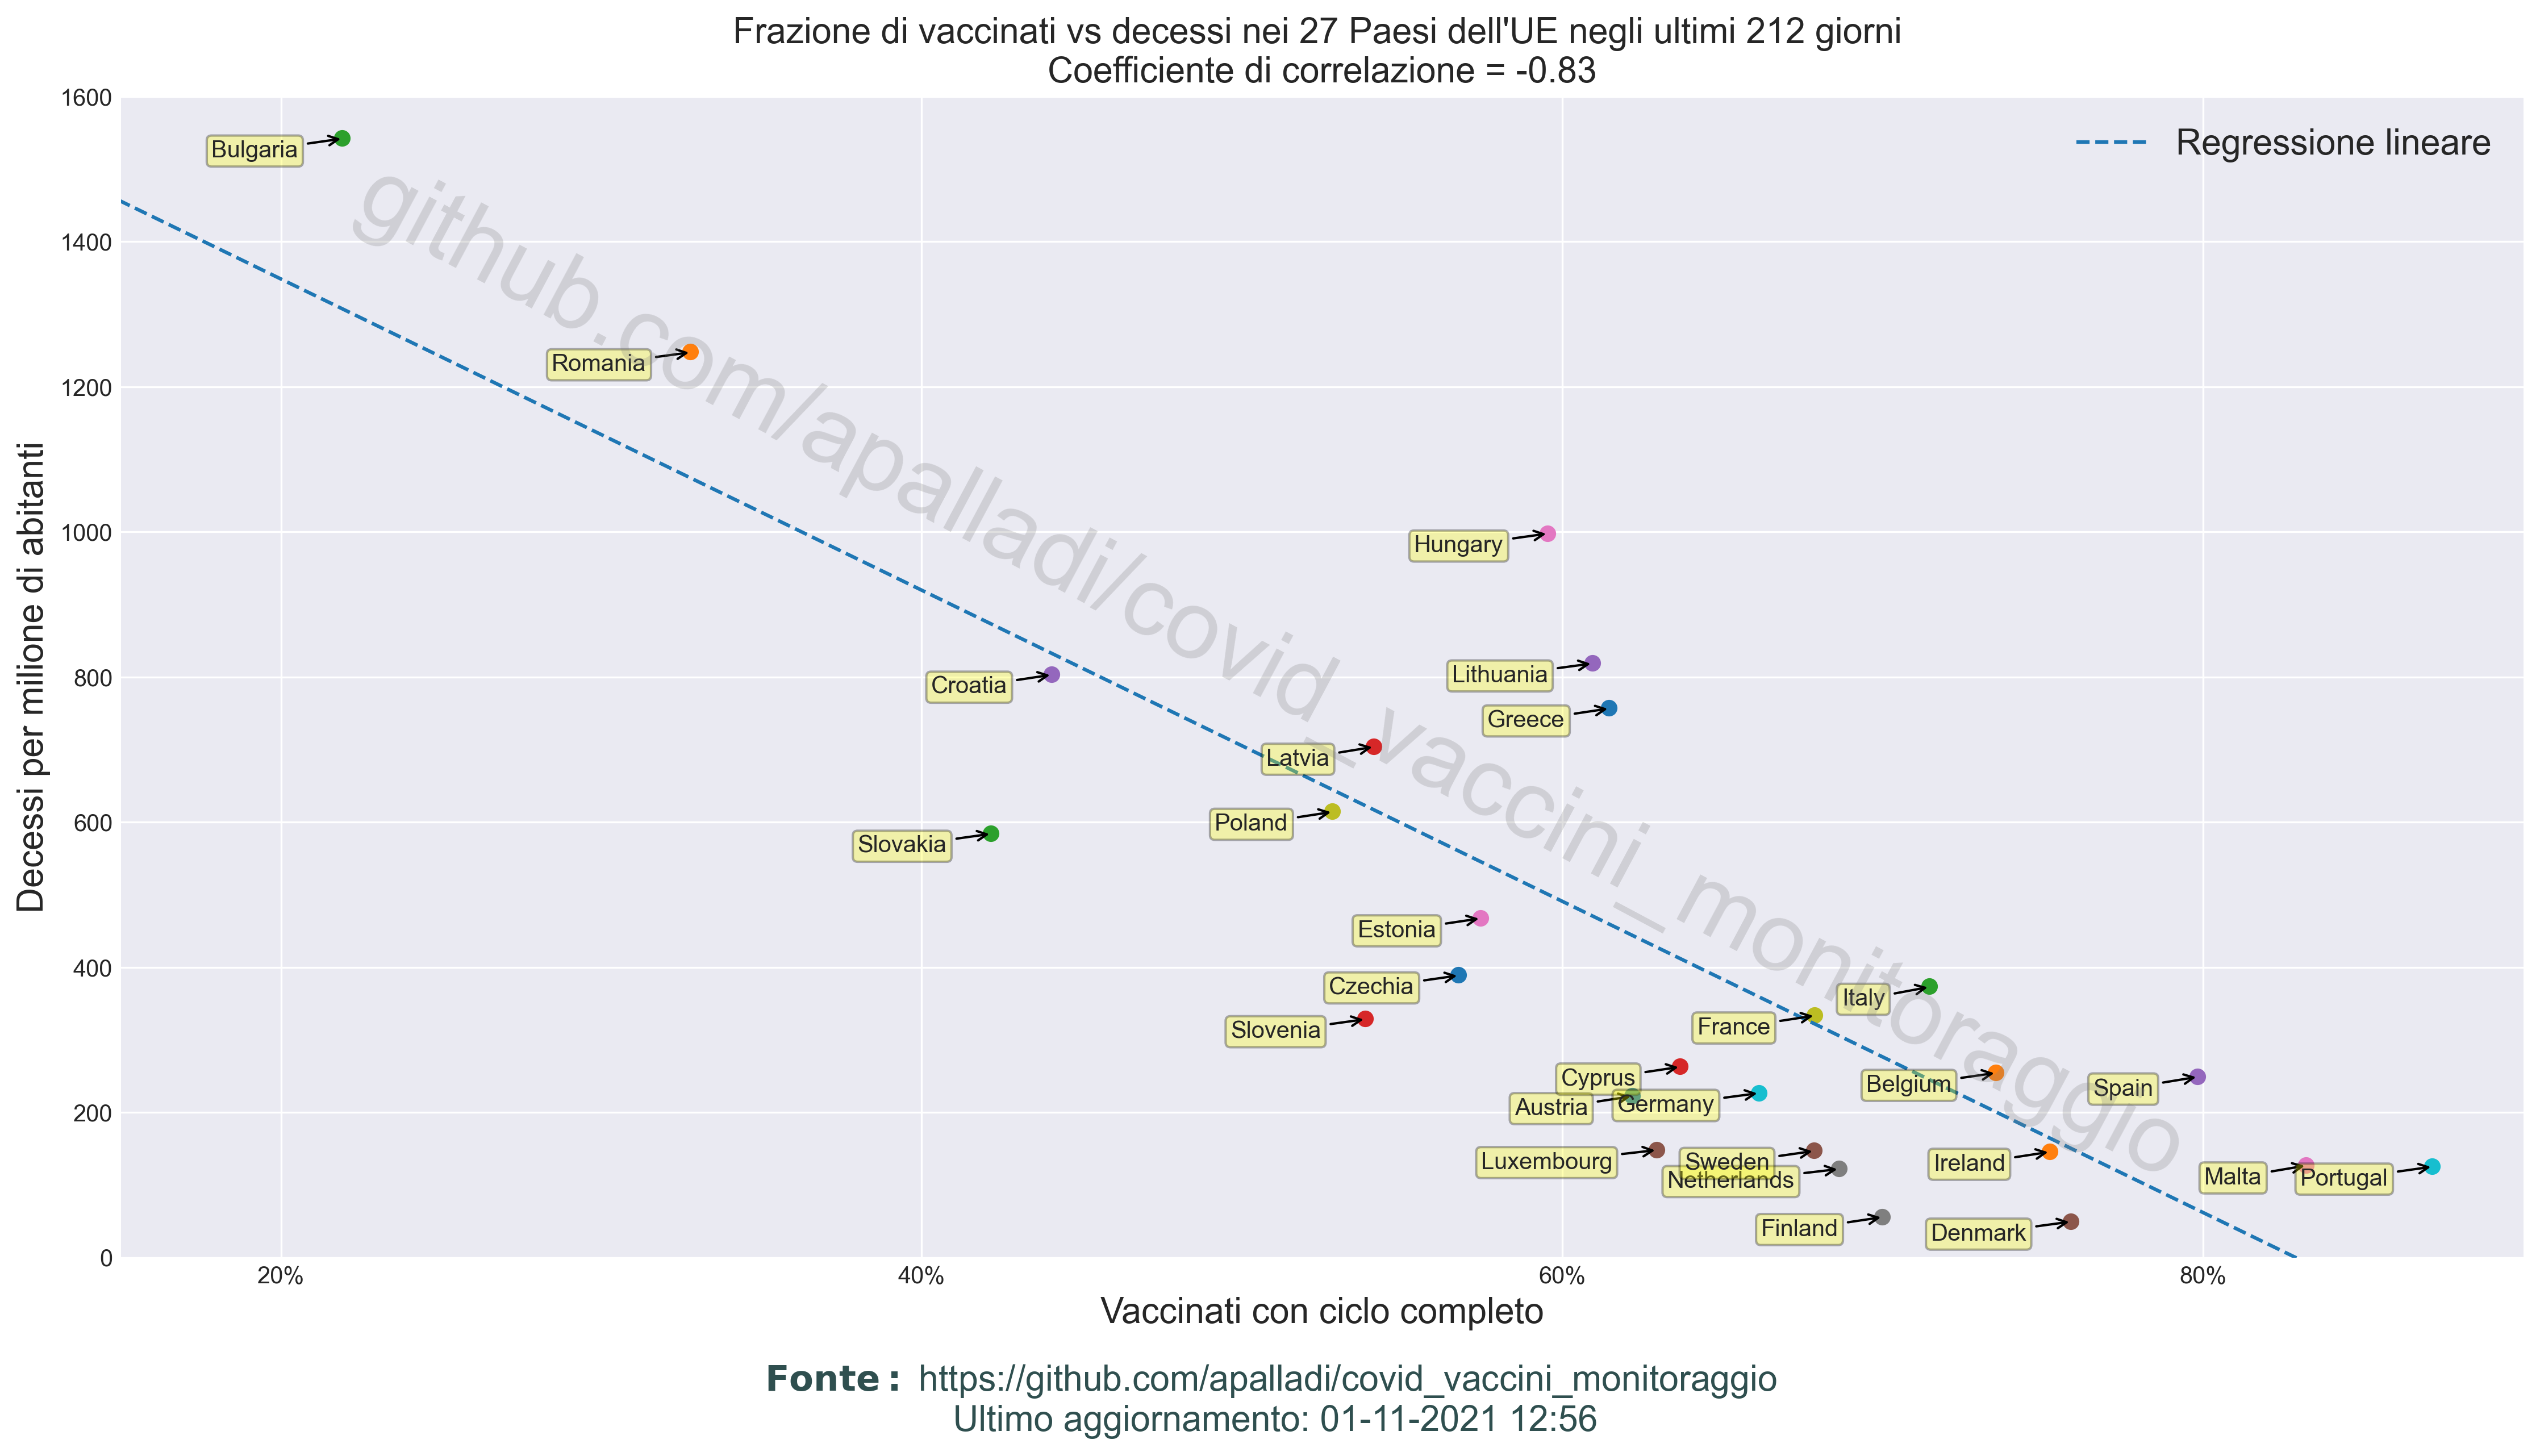 Frazione di vaccinati vs decessi nei 27 Paesi dell'UE negli ultimi 212 giorni
Coefficiente di correlazione = -0.83
Regressione lineare
Decessi per milione di abitanti
1600
1400
1200
1000
800
600
400
200
0
Bulgaria
Romania
Hungary
Lithuania
Croatia
Greece
Latvia
Poland
Slovakia
Estonia
Czechia
Italy
Slovenia
France
Cyprus
Belgium
Spain
Austria
Germany
Luxembourg
Sweden
Ireland
Netherlands
Malta
Portugal
Finland
Denmark
github.com/apalladi/covid_vaccini_monitoraggio
20%
40%
60%
80%
Vaccinati con ciclo completo
Fonte: https://github.com/apalladi/covid_vaccini_monitoraggio
Ultimo aggiornamento: 01-11-2021 12:56